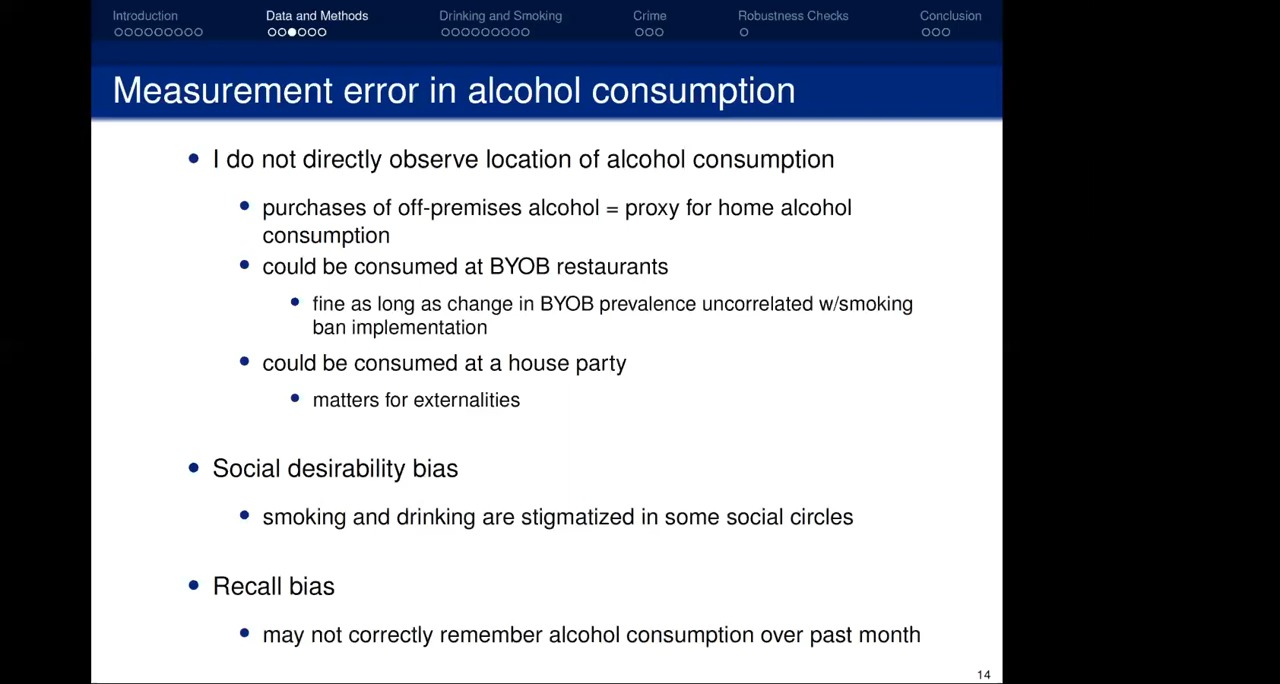 Introduction Data and Methods Drinking and Smoking Crime Robustness Checks Conclusion
Measurement error in alcohol consumption
I do not directly observe location of alcohol consumption
purchases of off-premises alcohol = proxy for home alcohol
consumption
could be consumed at BYOB restaurants
fine as long as change in BYOB prevalence uncorrelated w/smoking
ban implementation
could be consumed at a house party
matters for externalities
Social desirability bias
smoking and drinking are stigmatized in some social circles
Recall bias
may not correctly remember alcohol consumption over past month
14